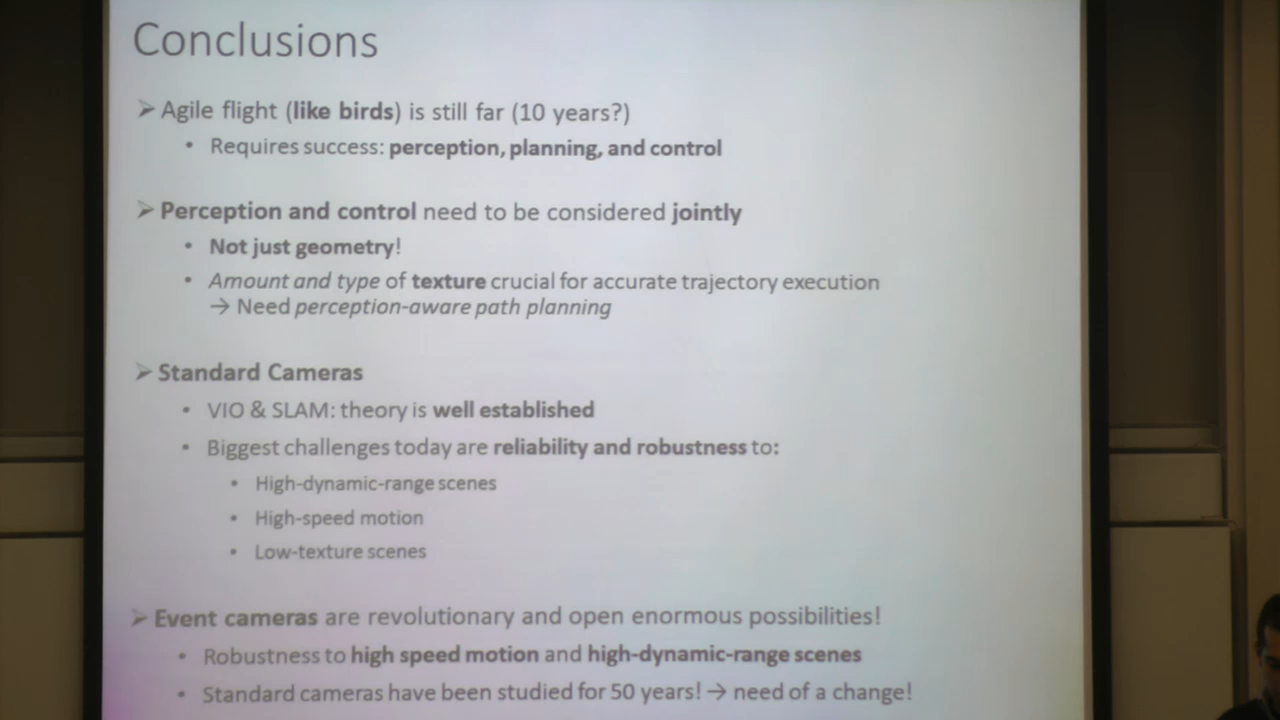 Conclusions
➢ Agile flight (like birds) is still far (10 years?)
• Requires success: perception, planning, and control
➢ Perception and control need to be considered jointly
• Not just geometry!
• Amount and type of texture crucial for accurate trajectory execution
→ Need perception-aware path planning
➢ Standard Cameras
• VIO & SLAM: theory is well established
• Biggest challenges today are reliability and robustness to:
• High-dynamic-range scenes
• High-speed motion
• Low-texture scenes
➢ Event cameras are revolutionary and open enormous possibilities!
• Robustness to high speed motion and high-dynamic-range scenes
• Standard cameras have been studied for 50 years! → need of a change!